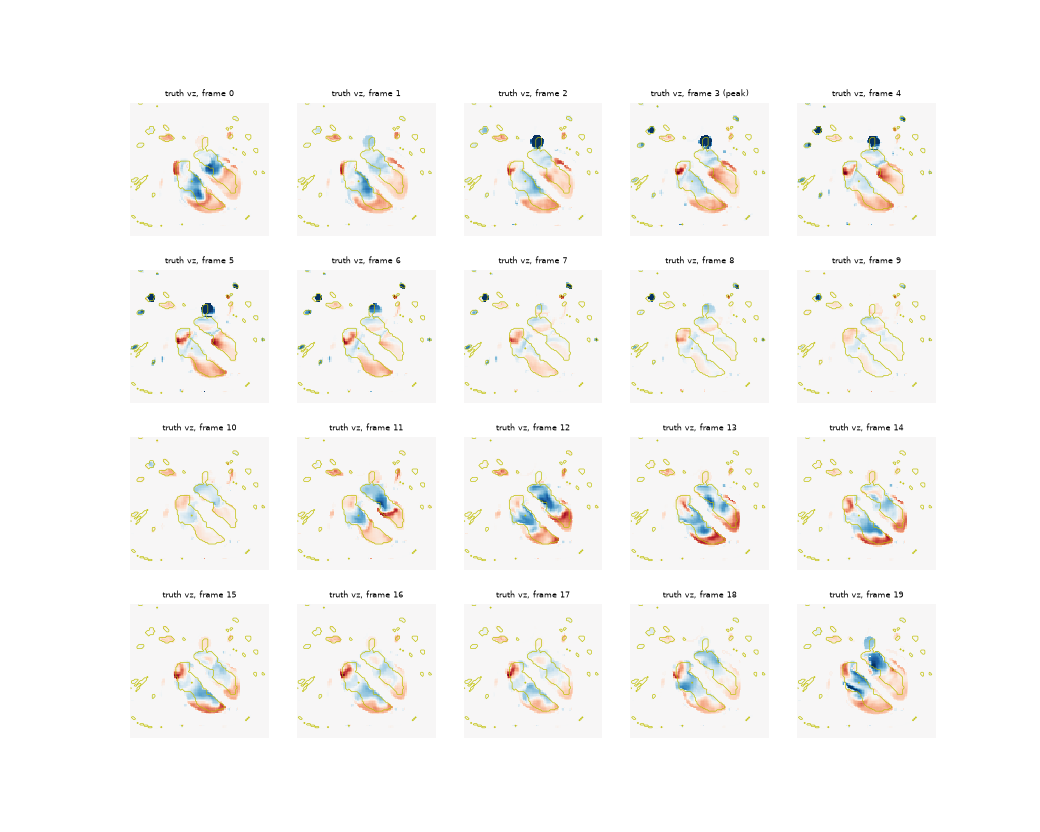 truth vz, frame 0
truth vz, frame 1
truth vz, frame 2
truth vz, frame 3 (peak)
truth vz, frame 4
truth vz, frame 5
truth vz, frame 6
truth vz, frame 7
truth vz, frame 8
truth vz, frame 9
truth vz, frame 10
truth vz, frame 11
truth vz, frame 12
truth vz, frame 13
truth vz, frame 14
truth vz, frame 15
truth vz, frame 16
truth vz, frame 17
truth vz, frame 18
truth vz, frame 19